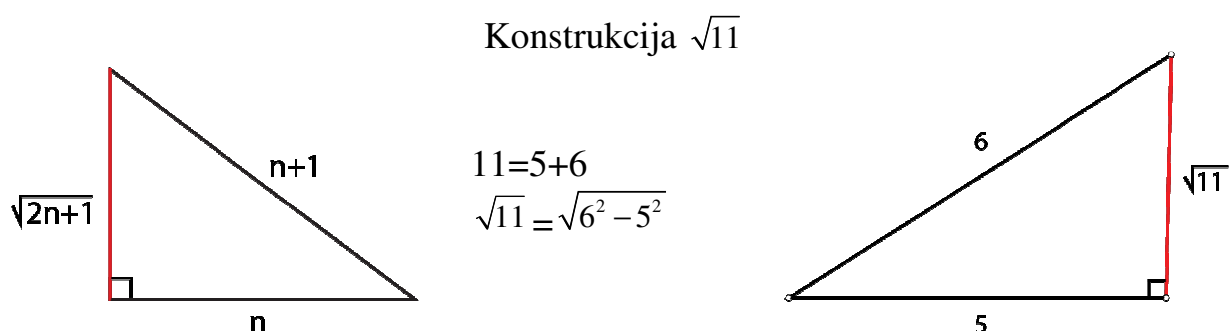 Konstrukcija √11
n+1
√2n+1
n
11=5+6
√11 = √6² – 5²
6
√11
5